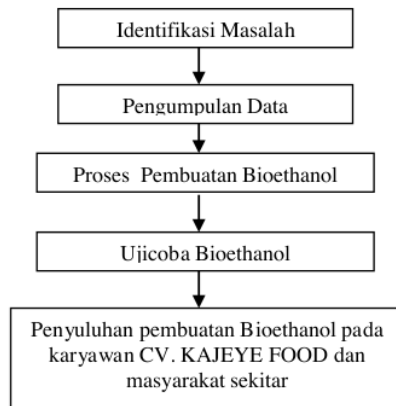 Identifikasi Masalah
Pengumpulan Data
Proses Pembuatan Bioethanol
Ujicoba Bioethanol
Penyuluhan pembuatan Bioethanol pada
karyawan CV. KAJEYE FOOD dan
masyarakat sekitar